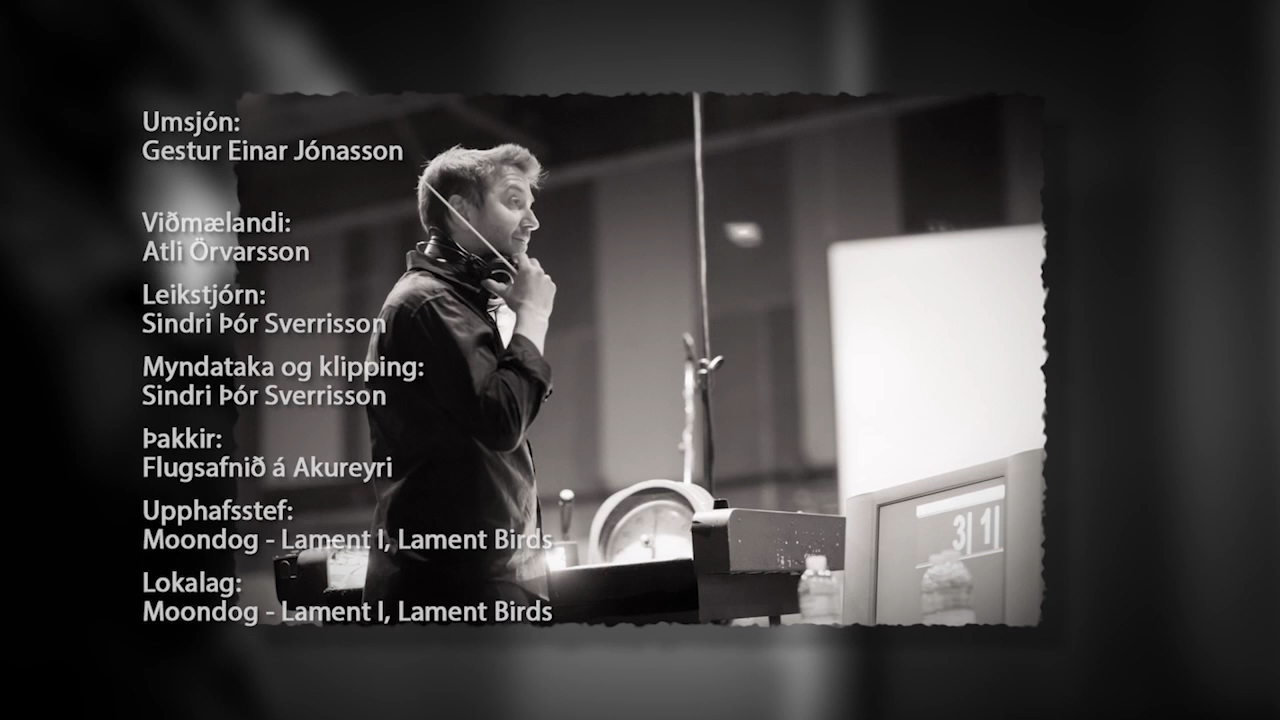 Umsjón:
Gestur Einar Jónasson
Viðmælandi:
Atli Örvarsson
Leikstjórn:
Sindri Þór Sverrisson
Myndataka og klipping:
Sindri Þór Sverrisson
Þakkir:
Flugsafnið á Akureyri
Upphafsstef:
Moondog - Lament I, Lament Birds
Lokalag:
Moondog - Lament I, Lament Birds
3| 1|